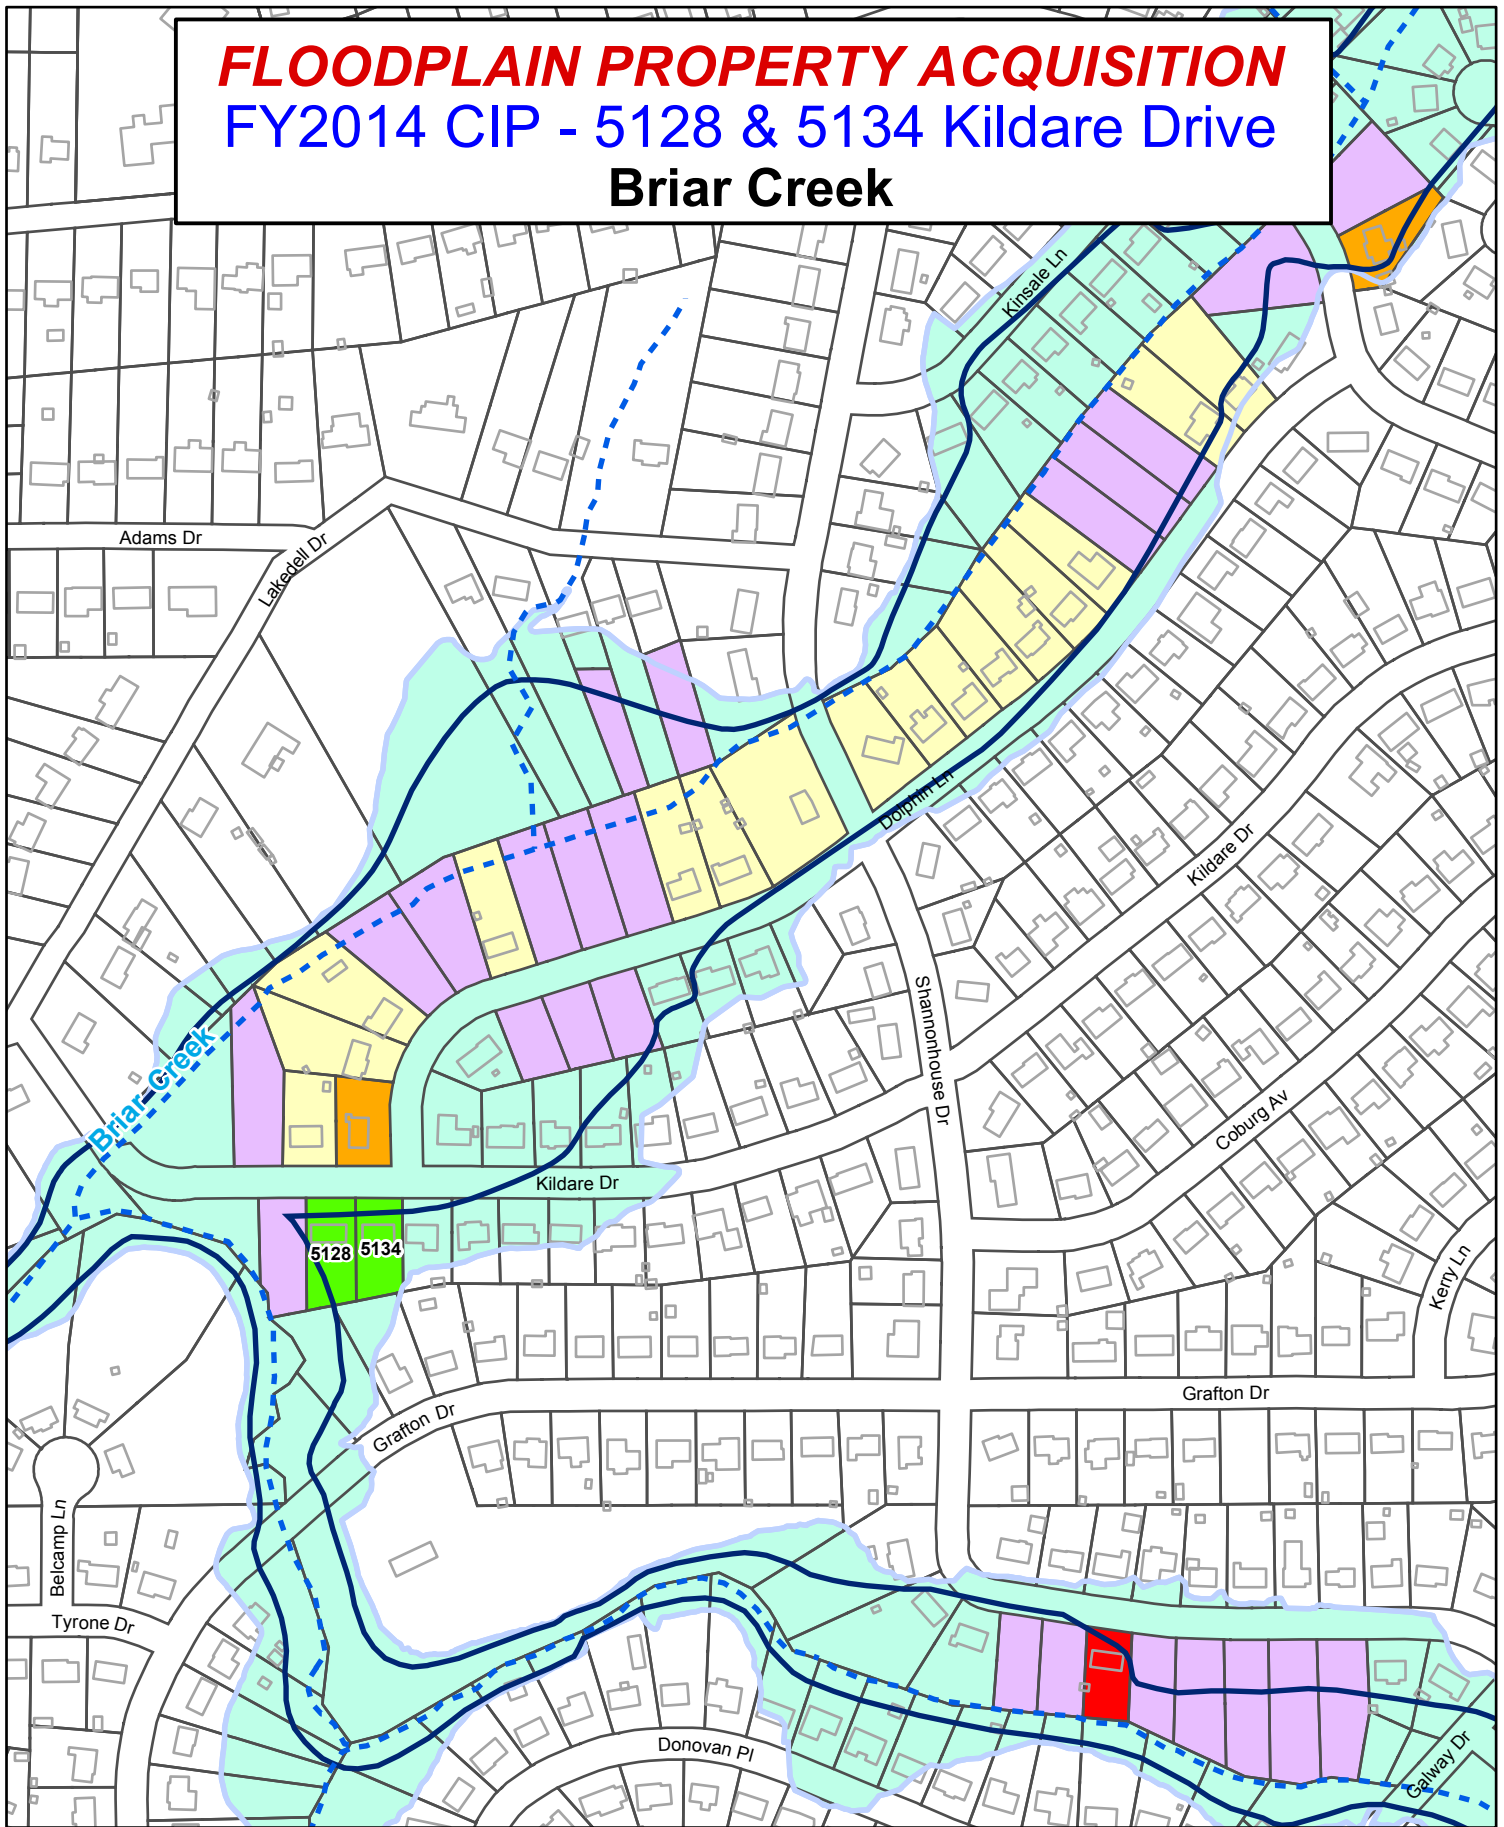 FLOODPLAIN PROPERTY ACQUISITION
FY2014 CIP - 5128 & 5134 Kildare Drive
Briar Creek
Kinsale Ln
Adams Dr
Lakedell Dr
Dolphin Ln
Kildare Dr
Shannonhouse Dr
Briar Creek
Coburg Av
Kildare Dr
5128
5134
Kerry Ln
Grafton Dr
Grafton Dr
Belcamp Ln
Tyrone Dr
Donovan Pl
Galway Dr